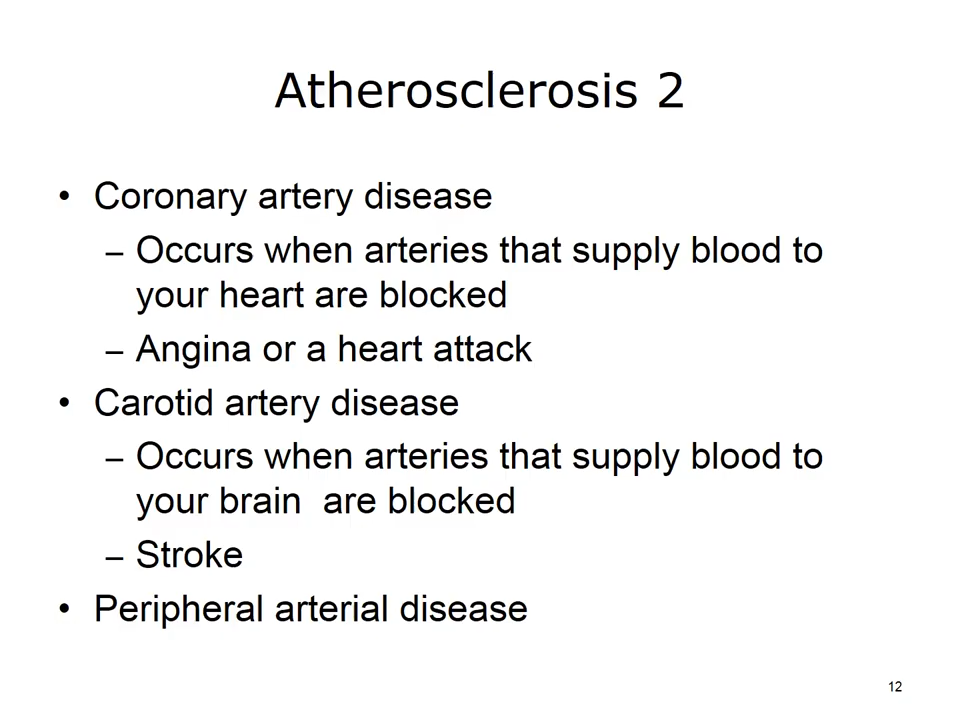 Atherosclerosis 2
• Coronary artery disease
– Occurs when arteries that supply blood to
your heart are blocked
– Angina or a heart attack
• Carotid artery disease
– Occurs when arteries that supply blood to
your brain  are blocked
– Stroke
• Peripheral arterial disease
12